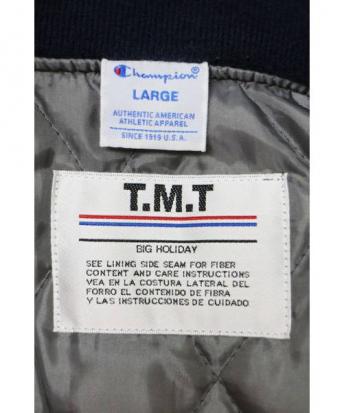 Champion
LARGE
AUTHENTIC AMERICAN
ATHLETIC APPAREL
SINCE 1919 U.S.A.
T.M.T
BIG HOLIDAY
SEE LINING SIDE SEAM FOR FIBER
CONTENT AND CARE INSTRUCTIONS
VEA EN LA COSTURA LATERAL DEL
FORRO EL CONTENIDO DE FIBRA
Y LAS INSTRUCCIONES DE CUIDADO